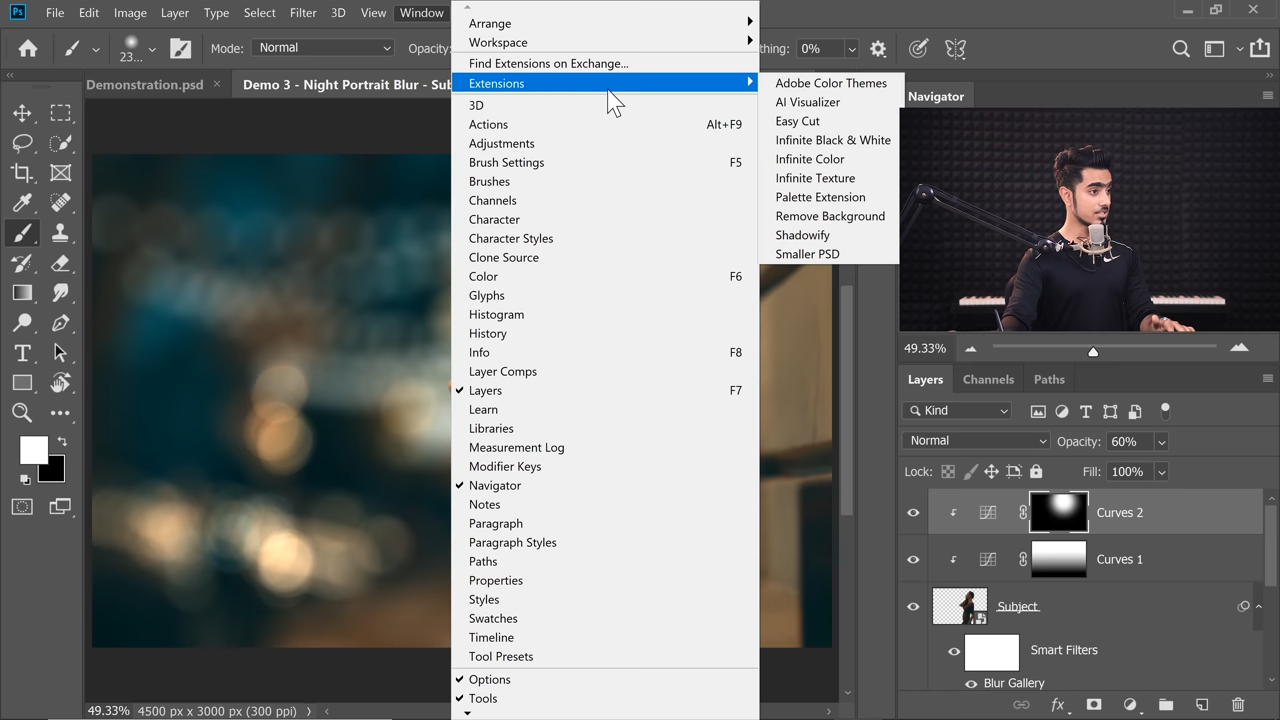 Ps
File Edit Image Layer Type Select Filter 3D View Window
23...
Mode: Normal
Opacity:
thing: 0%
Demonstration.psd ×
Demo 3 - Night Portrait Blur - Sub
Arrange
Workspace
Find Extensions on Exchange...
Extensions
3D
Actions Alt+F9
Adjustments
Brush Settings F5
Brushes
Channels
Character
Character Styles
Clone Source
Color F6
Glyphs
Histogram
History
Info F8
Layer Comps
Layers F7
Learn
Libraries
Measurement Log
Modifier Keys
Navigator
Notes
Paragraph
Paragraph Styles
Paths
Properties
Styles
Swatches
Timeline
Tool Presets
Options
Tools
Adobe Color Themes
AI Visualizer
Easy Cut
Infinite Black & White
Infinite Color
Infinite Texture
Palette Extension
Remove Background
Shadowify
Smaller PSD
Navigator
49.33%
Layers Channels Paths
Kind
Normal Opacity: 60%
Lock: Fill: 100%
Curves 2
Curves 1
Subject
Smart Filters
Blur Gallery
fx
49.33% 4500 px x 3000 px (300 ppi)